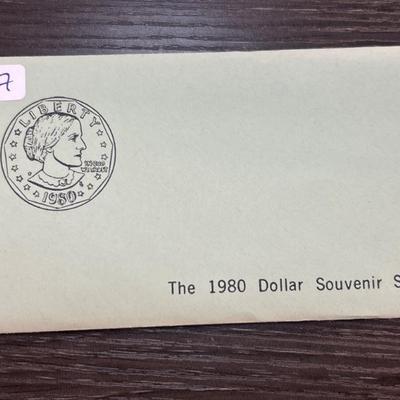 7
LIBERTY
IN GOD
WE TRUST
1980
The 1980 Dollar Souvenir S